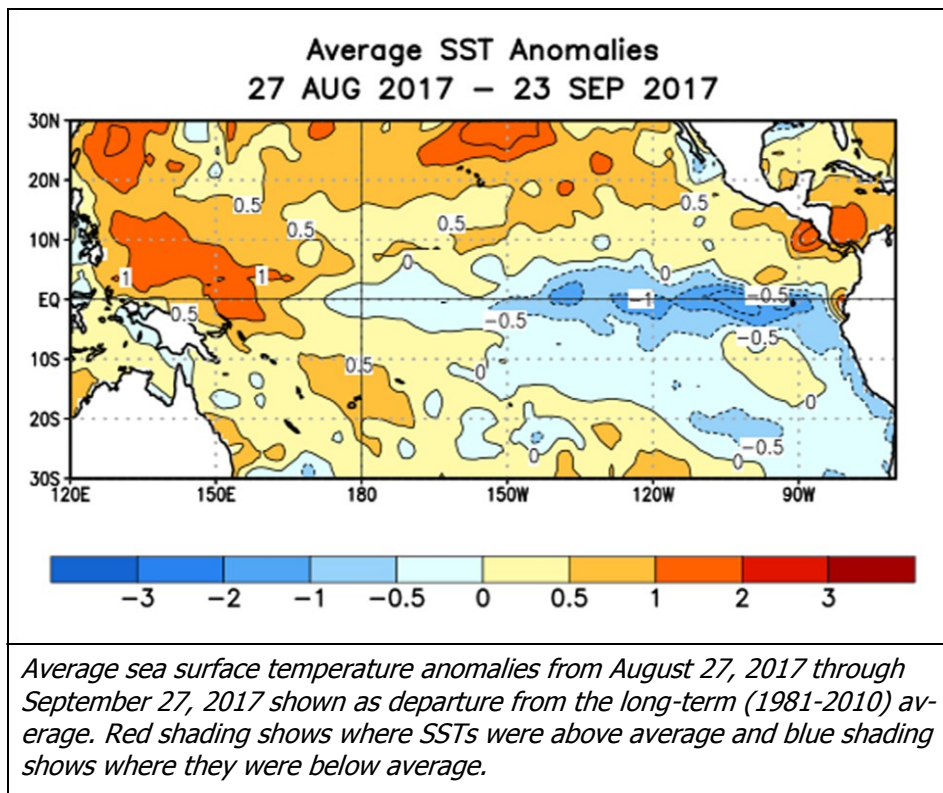 Average SST Anomalies
27 AUG 2017 – 23 SEP 2017
30N
20N
0.5
0.5
0.5
0.5
10N
1
1
0
0
EQ
-1
-0.5
0.5
-0.5
-0.5
10S
0.5
0
0
20S
-0.5
0
0
30S
120E 150E 180 150W 120W 90W
-3 -2 -1 -0.5 0 0.5 1 2 3
Average sea surface temperature anomalies from August 27, 2017 through
September 27, 2017 shown as departure from the long-term (1981-2010) av-
erage. Red shading shows where SSTs were above average and blue shading
shows where they were below average.